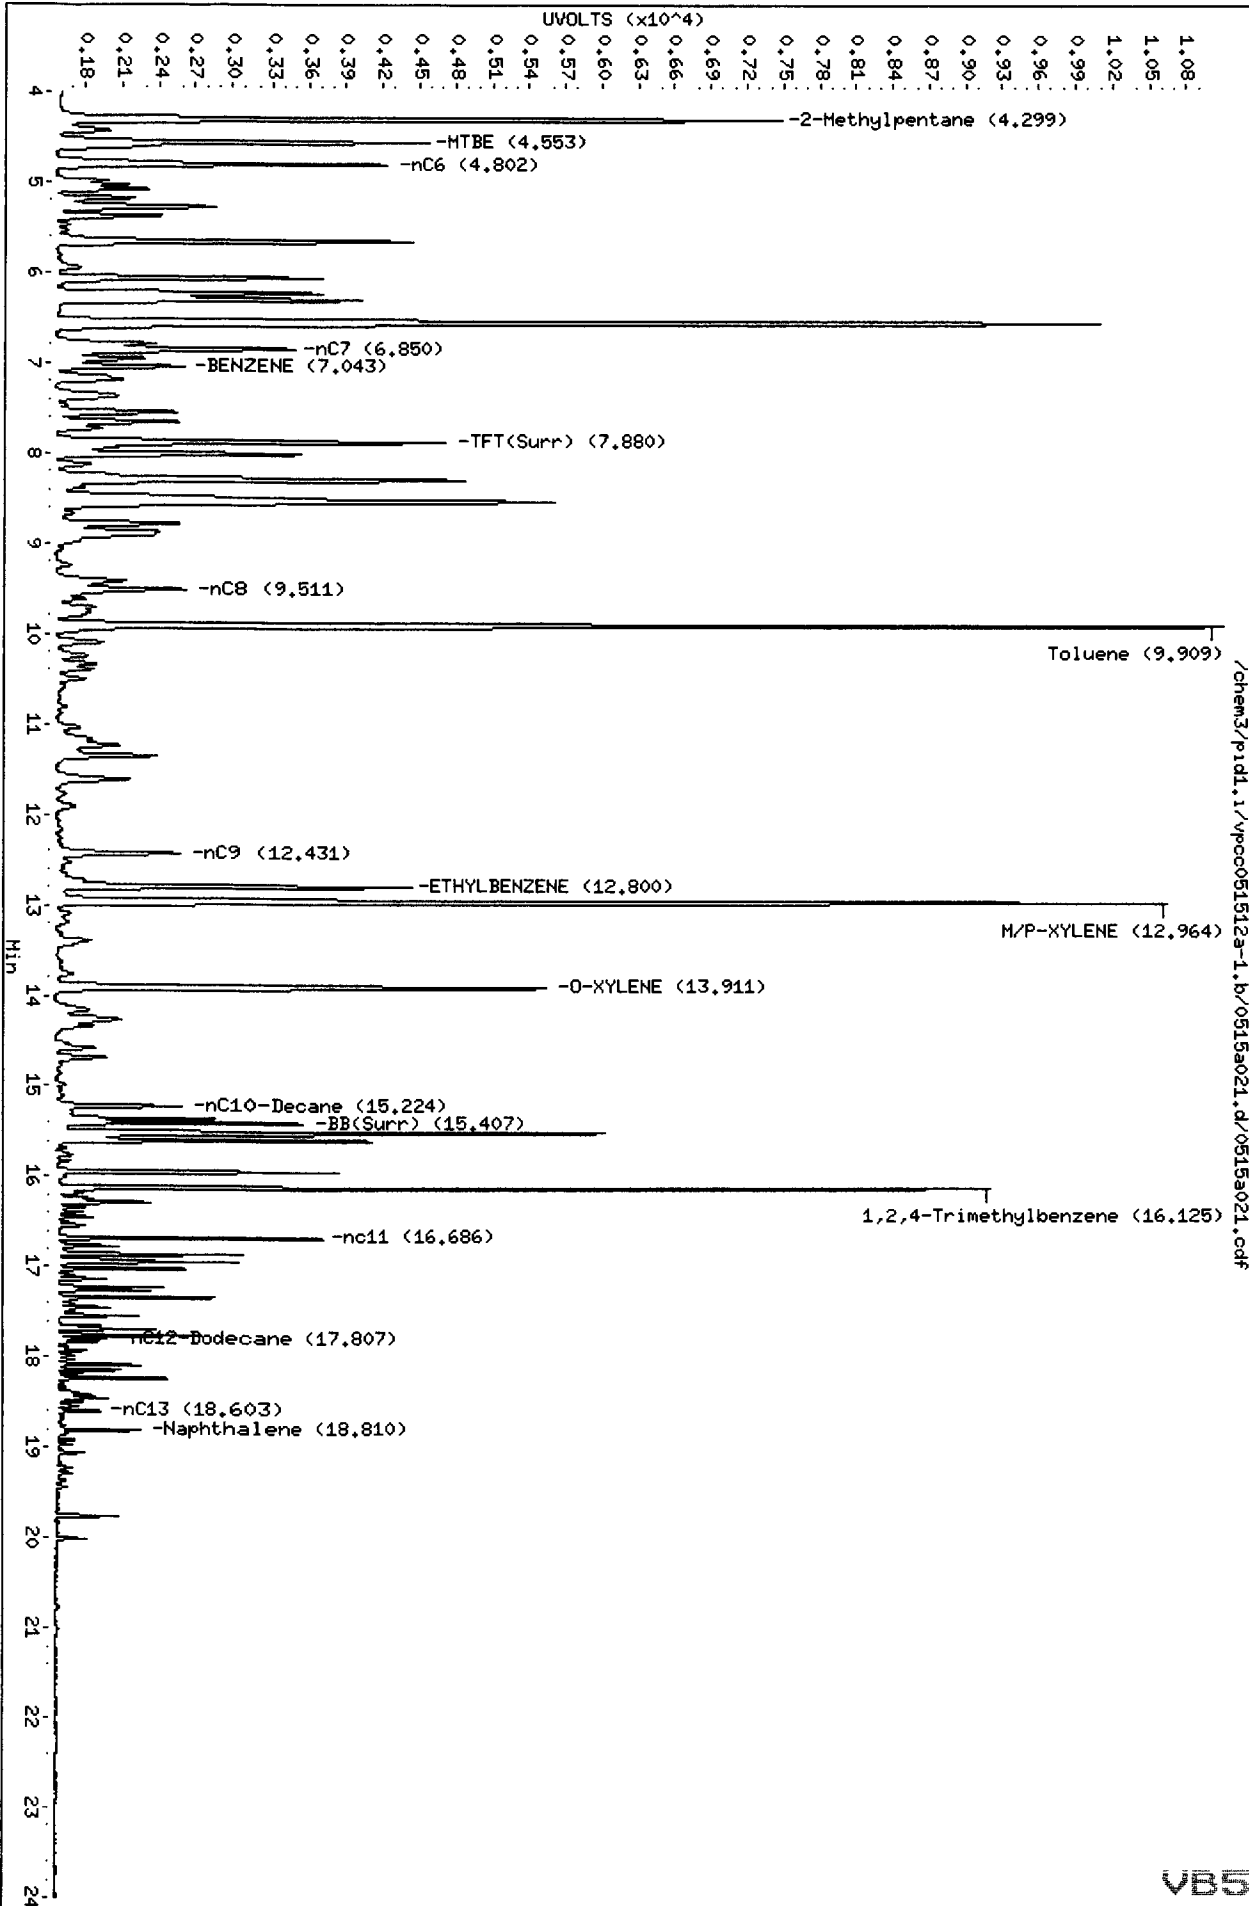 UVOLTS (x10^4)
0.18
0.21
0.24
0.27
0.30
0.33
0.36
0.39
0.42
0.45
0.48
0.51
0.54
0.57
0.60
0.63
0.66
0.69
0.72
0.75
0.78
0.81
0.84
0.87
0.90
0.93
0.96
0.99
1.02
1.05
1.08
4
5
6
7
8
9
10
11
12
13
14
15
16
17
18
19
20
21
22
23
24
Min
-2-Methylpentane (4.299)
-MTBE (4.553)
-nC6 (4.802)
-nC7 (6.850)
-BENZENE (7.043)
-TFT(Surr) (7.880)
-nC8 (9.511)
Toluene (9.909)
-nC9 (12.431)
-ETHYLBENZENE (12.800)
M/P-XYLENE (12.964)
-O-XYLENE (13.911)
-nC10-Decane (15.224)
-BB(Surr) (15.407)
1,2,4-Trimethylbenzene (16.125)
-nc11 (16.686)
nC12-Dodecane (17.807)
-nC13 (18.603)
-Naphthalene (18.810)
/chem3/pid1.i/vpcc051512a-1.b/0515a021.d/0515a021.cdf
VB5